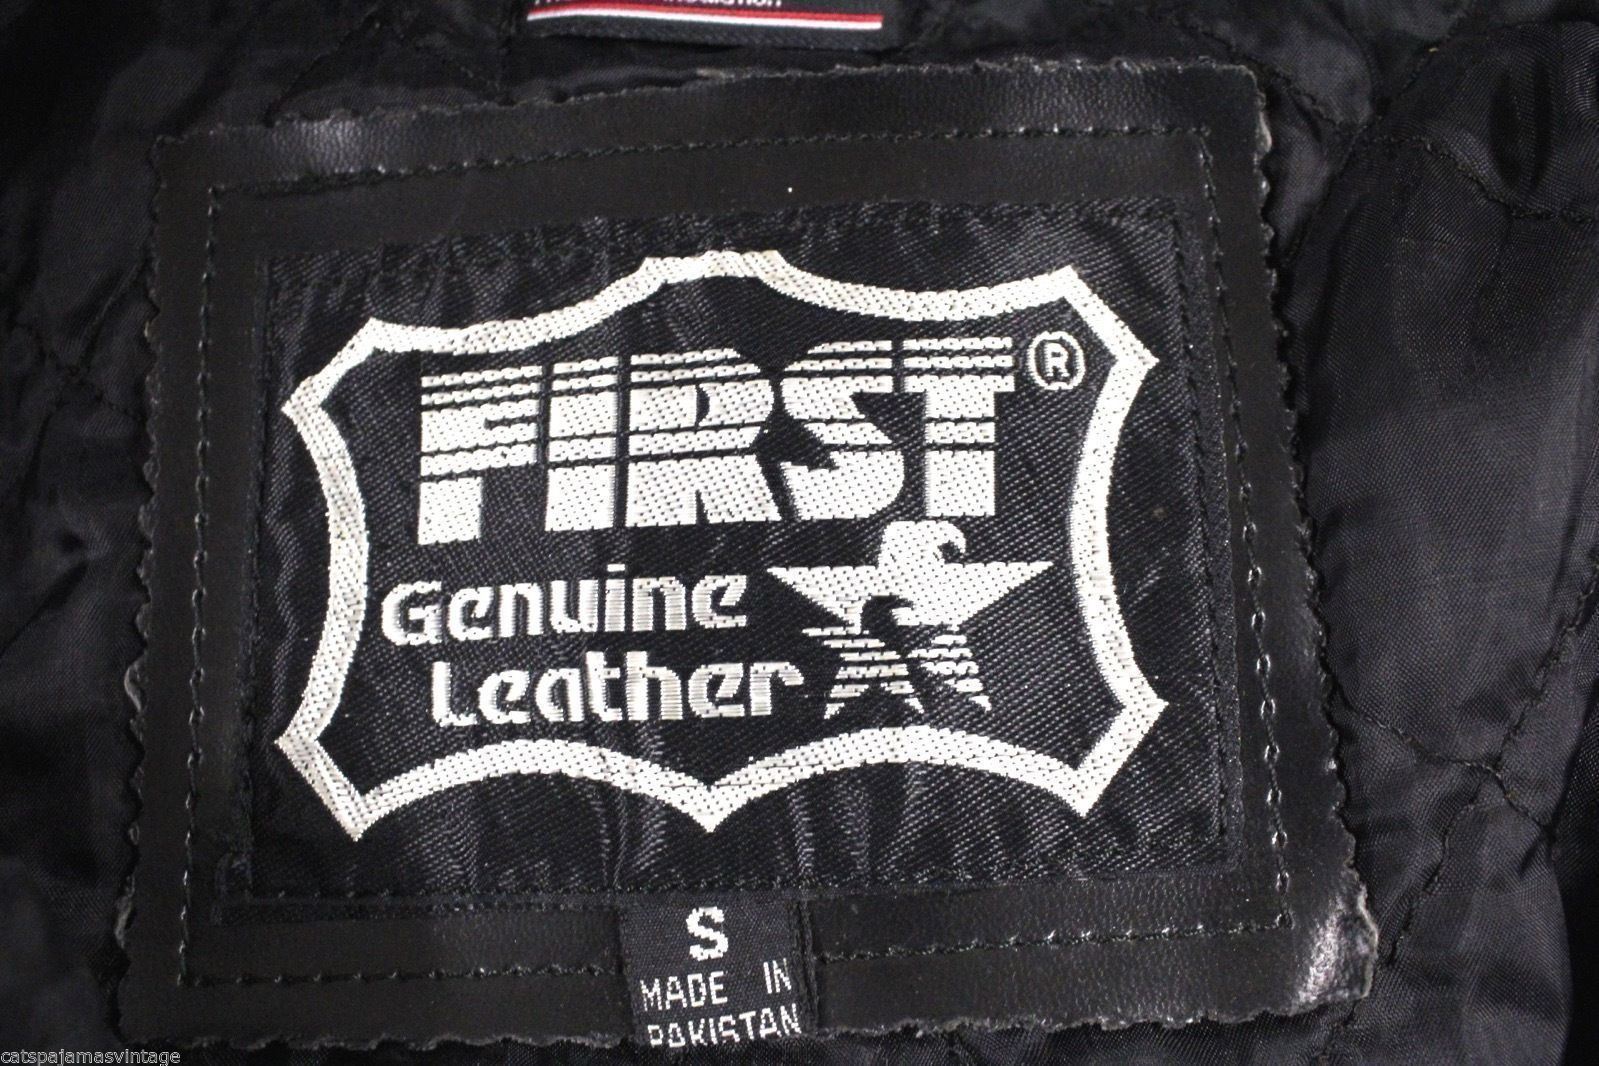 FIRST®
Genuine
Leather
S
MADE IN
PAKISTAN
catspajamasvintage